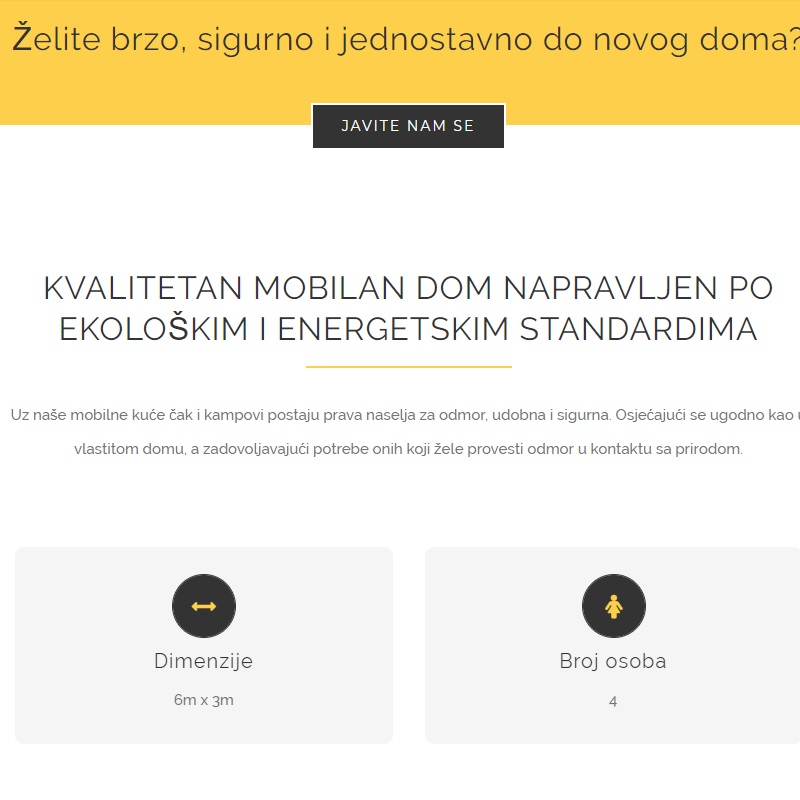 Želite brzo, sigurno i jednostavno do novog doma?
JAVITE NAM SE
KVALITETAN MOBILAN DOM NAPRAVLJEN PO
EKOLOŠKIM I ENERGETSKIM STANDARDIMA
Uz naše mobilne kuće čak i kampovi postaju prava naselja za odmor, udobna i sigurna. Osjećajući se ugodno kao u
vlastitom domu, a zadovoljavajući potrebe onih koji žele provesti odmor u kontaktu sa prirodom.
Dimenzije
6m x 3m
Broj osoba
4